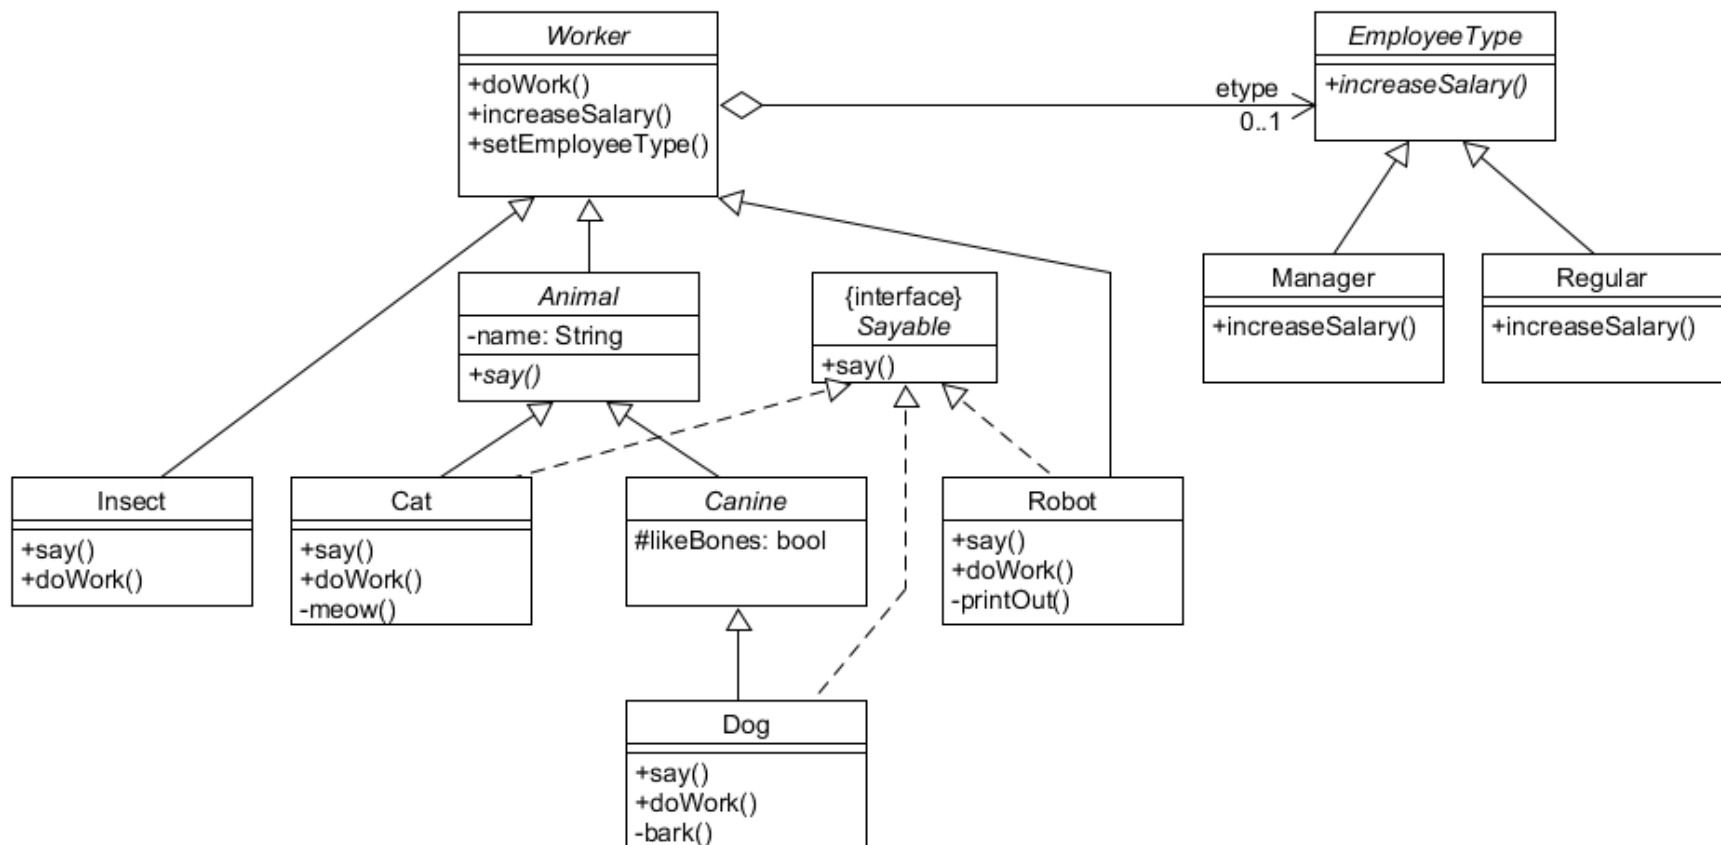 Worker
+doWork()
+increaseSalary()
+setEmployeeType()
etype
0..1
EmployeeType
+increaseSalary()
Animal
-name: String
+say()
{interface}
Sayable
+say()
Manager
+increaseSalary()
Regular
+increaseSalary()
Insect
+say()
+doWork()
Cat
+say()
+doWork()
-meow()
Canine
#likeBones: bool
Robot
+say()
+doWork()
-printOut()
Dog
+say()
+doWork()
-bark()